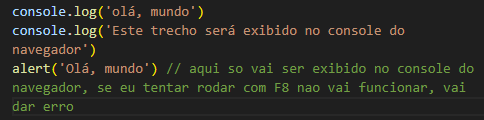 console.log('olá, mundo')
console.log('Este trecho será exibido no console do
navegador')
alert('Olá, mundo') // aqui so vai ser exibido no console do
navegador, se eu tentar rodar com F8 nao vai funcionar, vai
dar erro